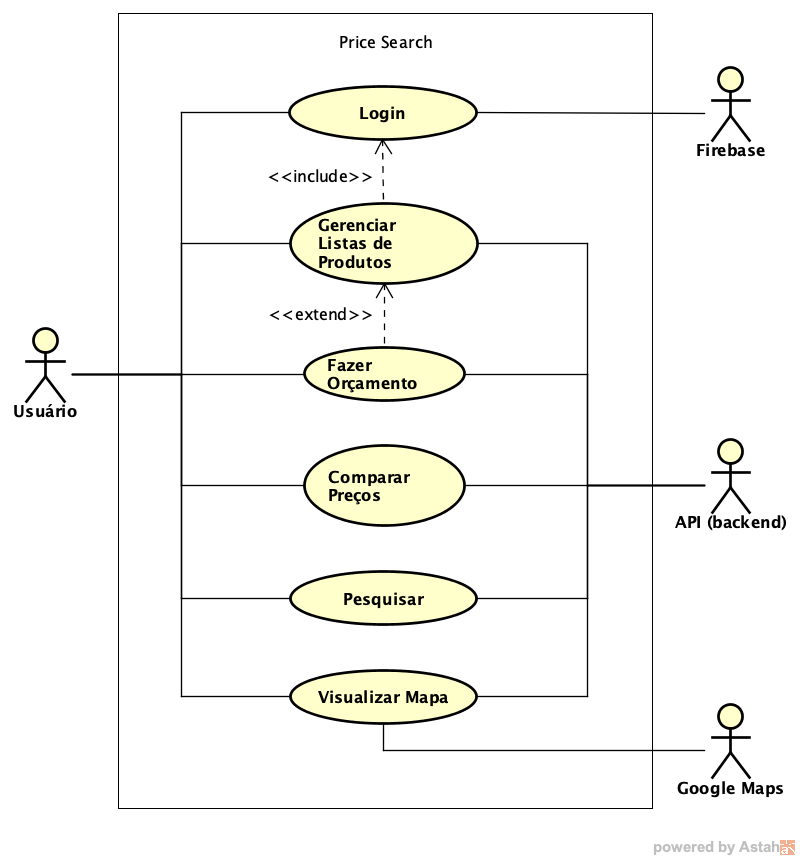 Price Search
Login
Firebase
<<include>>
Gerenciar
Listas de
Produtos
<<extend>>
Fazer
Orçamento
Usuário
Comparar
Preços
API (backend)
Pesquisar
Visualizar Mapa
Google Maps
powered by Astah